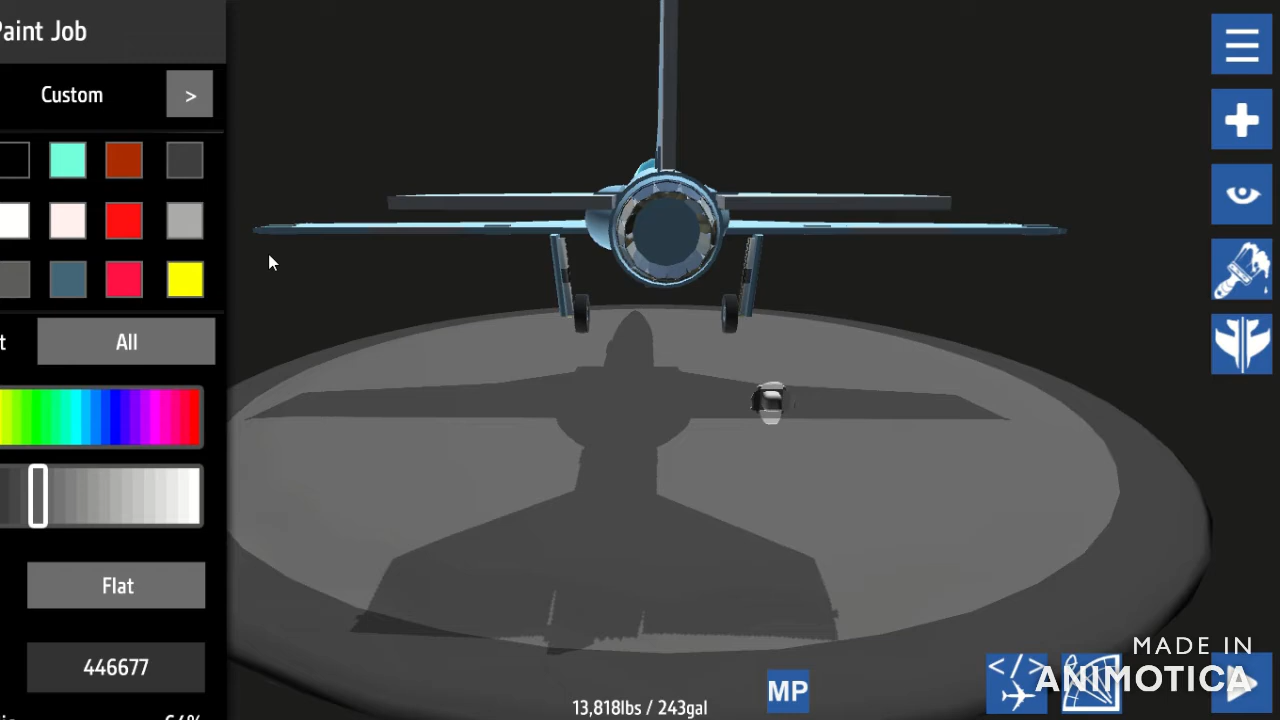 Paint Job
Custom
>
All
Flat
446677
13,818lbs / 243gal
MP
</>
MADE IN
ANIMOTICA